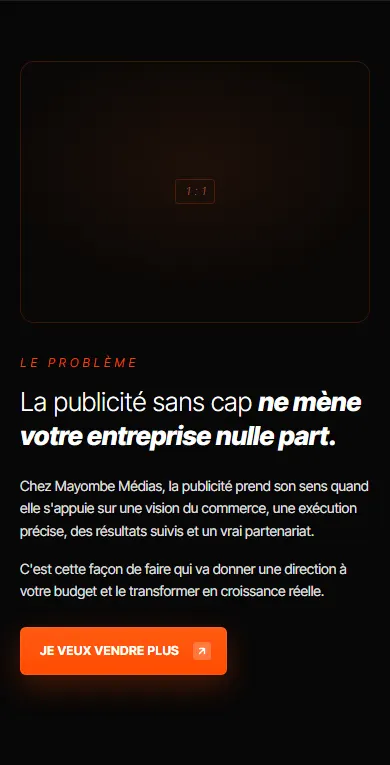 1:1
LE PROBLÈME
La publicité sans cap ne mène
votre entreprise nulle part.
Chez Mayombe Médias, la publicité prend son sens quand
elle s'appuie sur une vision du commerce, une exécution
précise, des résultats suivis et un vrai partenariat.
C'est cette façon de faire qui va donner une direction à
votre budget et le transformer en croissance réelle.
JE VEUX VENDRE PLUS